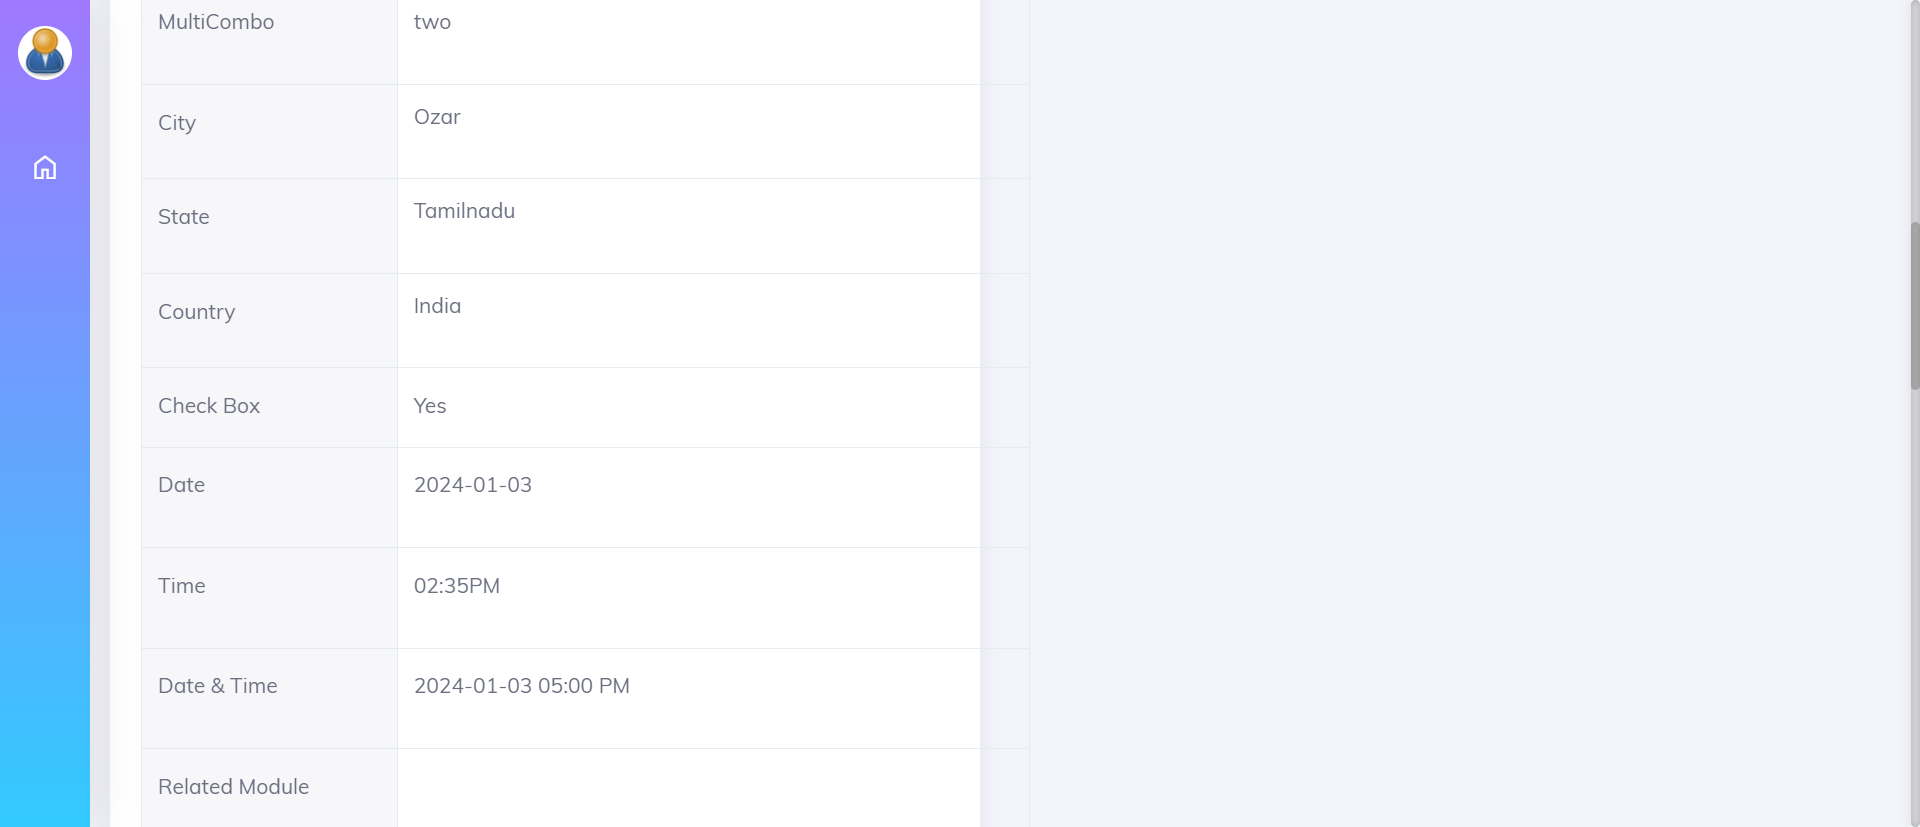 MultiCombo two
City Ozar
State Tamilnadu
Country India
Check Box Yes
Date 2024-01-03
Time 02:35PM
Date & Time 2024-01-03 05:00 PM
Related Module